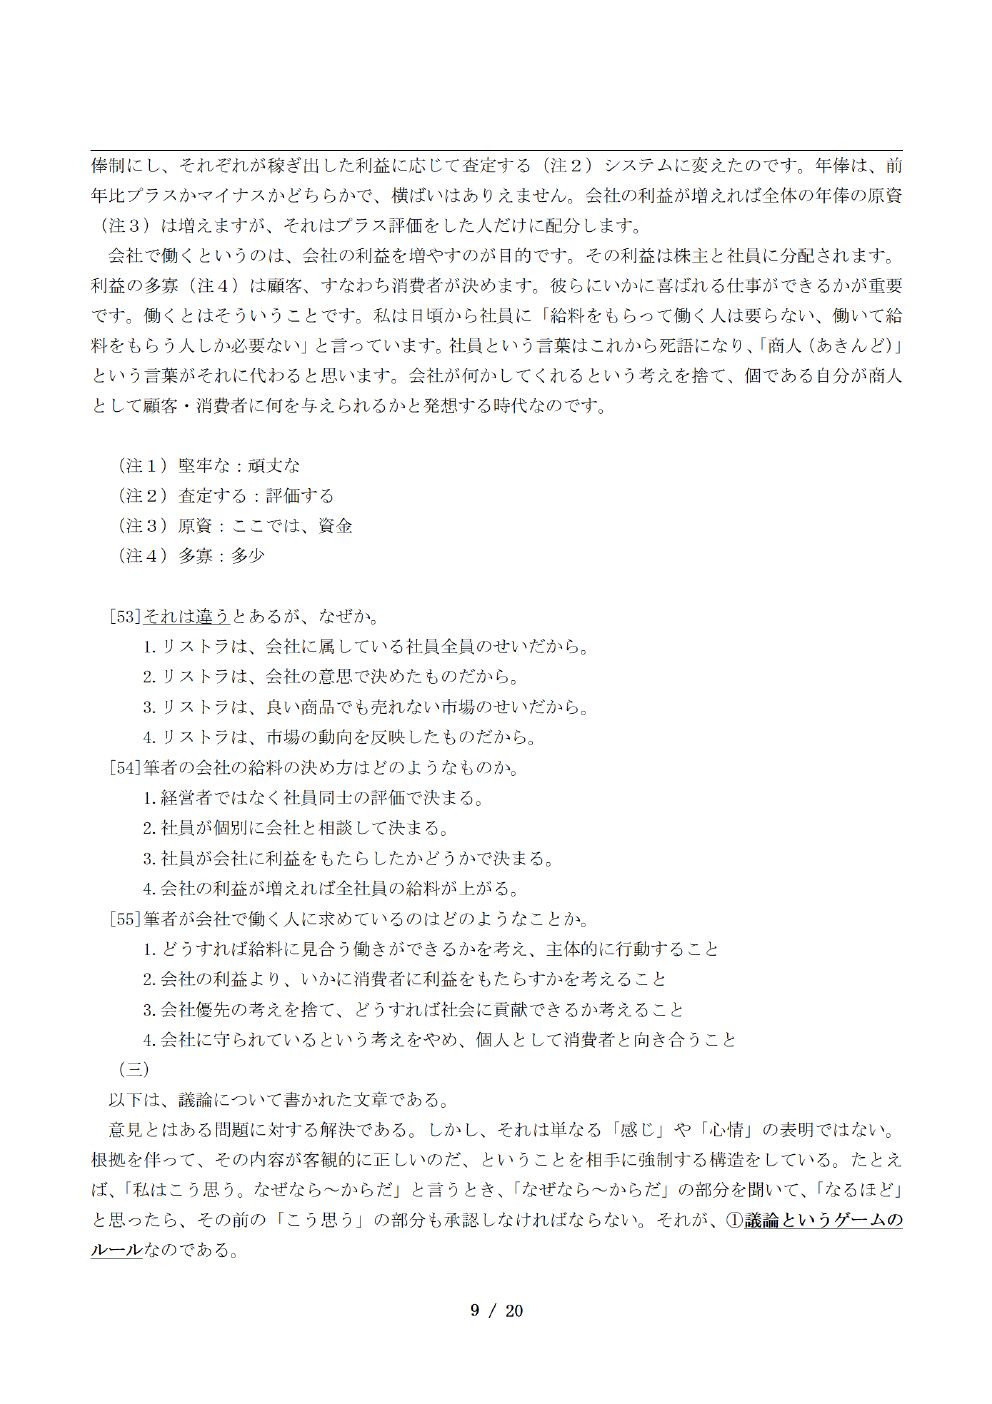 俸制にし、それぞれが稼ぎ出した利益に応じて査定する（注２）システムに変えたのです。年俸は、前
年比プラスかマイナスかどちらかで、横ばいはありえません。会社の利益が増えれば全体の年俸の原資
（注３）は増えますが、それはプラス評価をした人だけに配分します。
会社で働くというのは、会社の利益を増やすのが目的です。その利益は株主と社員に分配されます。
利益の多寡（注４）は顧客、すなわち消費者が決めます。彼らにいかに喜ばれる仕事ができるかが重要
です。働くとはそういうことです。私は日頃から社員に「給料をもらって働く人は要らない、働いて給
料をもらう人しか必要ない」と言っています。社員という言葉はこれから死語になり、「商人（あきんど）」
という言葉がそれに代わると思います。会社が何かしてくれるという考えを捨て、個である自分が商人
として顧客・消費者に何を与えられるかと発想する時代なのです。
（注１）堅牢な：頑丈な
（注２）査定する：評価する
（注３）原資：ここでは、資金
（注４）多寡：多少
[53]それは違うとあるが、なぜか。
1. リストラは、会社に属している社員全員のせいだから。
2. リストラは、会社の意思で決めたものだから。
3. リストラは、良い商品でも売れない市場のせいだから。
4. リストラは、市場の動向を反映したものだから。
[54]筆者の会社の給料の決め方はどのようなものか。
1. 経営者ではなく社員同士の評価で決まる。
2. 社員が個別に会社と相談して決まる。
3. 社員が会社に利益をもたらしたかどうかで決まる。
4. 会社の利益が増えれば全社員の給料が上がる。
[55]筆者が会社で働く人に求めているのはどのようなことか。
1. どうすれば給料に見合う働きができるかを考え、主体的に行動すること
2. 会社の利益より、いかに消費者に利益をもたらすかを考えること
3. 会社優先の考えを捨て、どうすれば社会に貢献できるか考えること
4. 会社に守られているという考えをやめ、個人として消費者と向き合うこと
（三）
以下は、議論について書かれた文章である。
意見とはある問題に対する解決である。しかし、それは単なる「感じ」や「心情」の表明ではない。
根拠を伴って、その内容が客観的に正しいのだ、ということを相手に強制する構造をしている。たとえ
ば、「私はこう思う。なぜなら～からだ」と言うとき、「なぜなら～からだ」の部分を聞いて、「なるほど」
と思ったら、その前の「こう思う」の部分も承認しなければならない。それが、①議論というゲームの
ルールなのである。
9 / 20